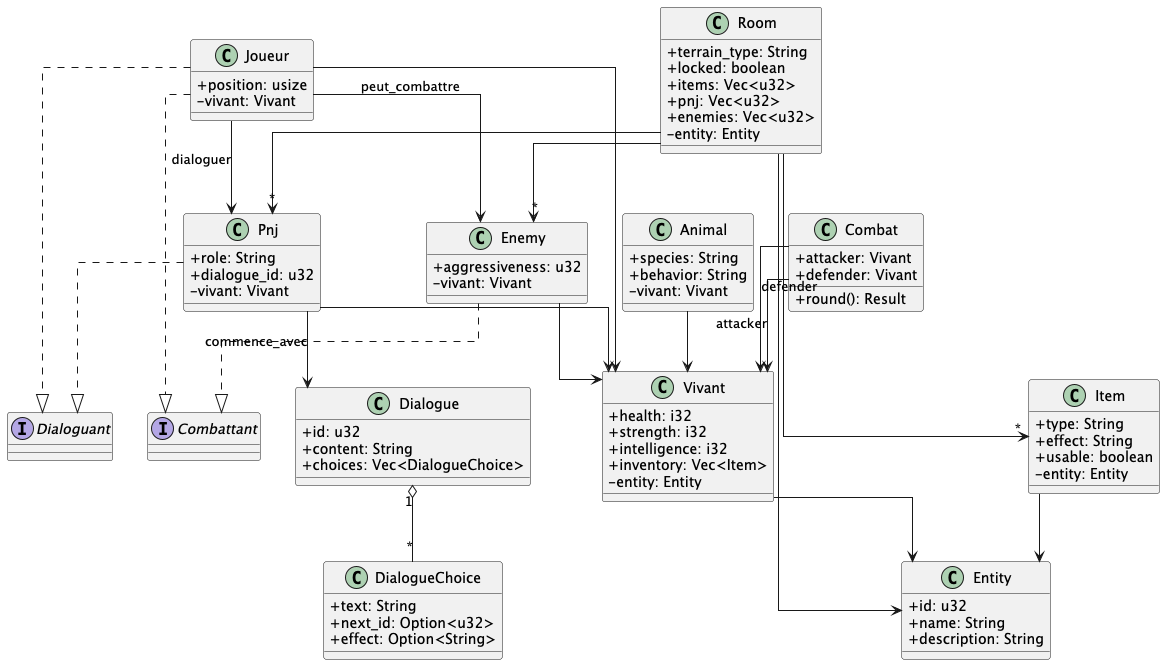 C Room
+terrain_type: String
+locked: boolean
+items: Vec<u32>
+pnj: Vec<u32>
+enemies: Vec<u32>
−entity: Entity
C Joueur
+position: usize
−vivant: Vivant
peut_combattre
dialoguer
*
*
C Pnj
+role: String
+dialogue_id: u32
−vivant: Vivant
C Enemy
+aggressiveness: u32
−vivant: Vivant
C Animal
+species: String
+behavior: String
−vivant: Vivant
C Combat
+attacker: Vivant
+defender: Vivant
+round(): Result
defender
attacker
commence_avec
I Dialoguant
I Combattant
C Dialogue
+id: u32
+content: String
+choices: Vec<DialogueChoice>
C Vivant
+health: i32
+strength: i32
+intelligence: i32
+inventory: Vec<Item>
−entity: Entity
*
C Item
+type: String
+effect: String
+usable: boolean
−entity: Entity
1
*
C DialogueChoice
+text: String
+next_id: Option<u32>
+effect: Option<String>
C Entity
+id: u32
+name: String
+description: String